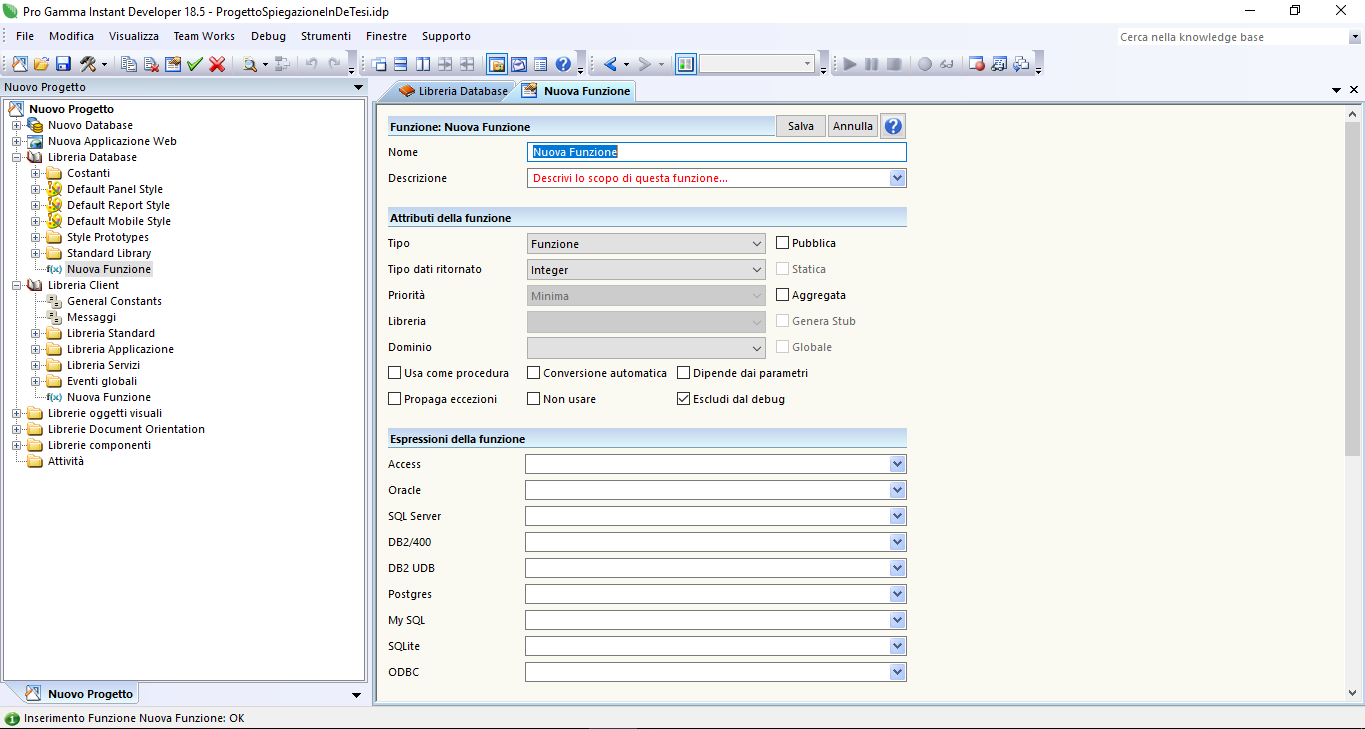 Pro Gamma Instant Developer 18.5 - ProgettoSpiegazioneInDeTesi.idp
File Modifica Visualizza Team Works Debug Strumenti Finestre Supporto
Cerca nella knowledge base
Nuovo Progetto
Nuovo Progetto
Nuovo Database
Nuova Applicazione Web
Libreria Database
Costanti
Default Panel Style
Default Report Style
Default Mobile Style
Style Prototypes
Standard Library
f(x) Nuova Funzione
Libreria Client
General Constants
Messaggi
Libreria Standard
Libreria Applicazione
Libreria Servizi
Eventi globali
f(x) Nuova Funzione
Librerie oggetti visuali
Librerie Document Orientation
Librerie componenti
Attività
Nuovo Progetto
Libreria Database Nuova Funzione
Funzione: Nuova Funzione Salva Annulla
Nome Nuova Funzione
Descrizione Descrivi lo scopo di questa funzione...
Attributi della funzione
Tipo Funzione Pubblica
Tipo dati ritornato Integer Statica
Priorità Minima Aggregata
Libreria Genera Stub
Dominio Globale
Usa come procedura Conversione automatica Dipende dai parametri
Propaga eccezioni Non usare Escludi dal debug
Espressioni della funzione
Access
Oracle
SQL Server
DB2/400
DB2 UDB
Postgres
My SQL
SQLite
ODBC
Inserimento Funzione Nuova Funzione: OK